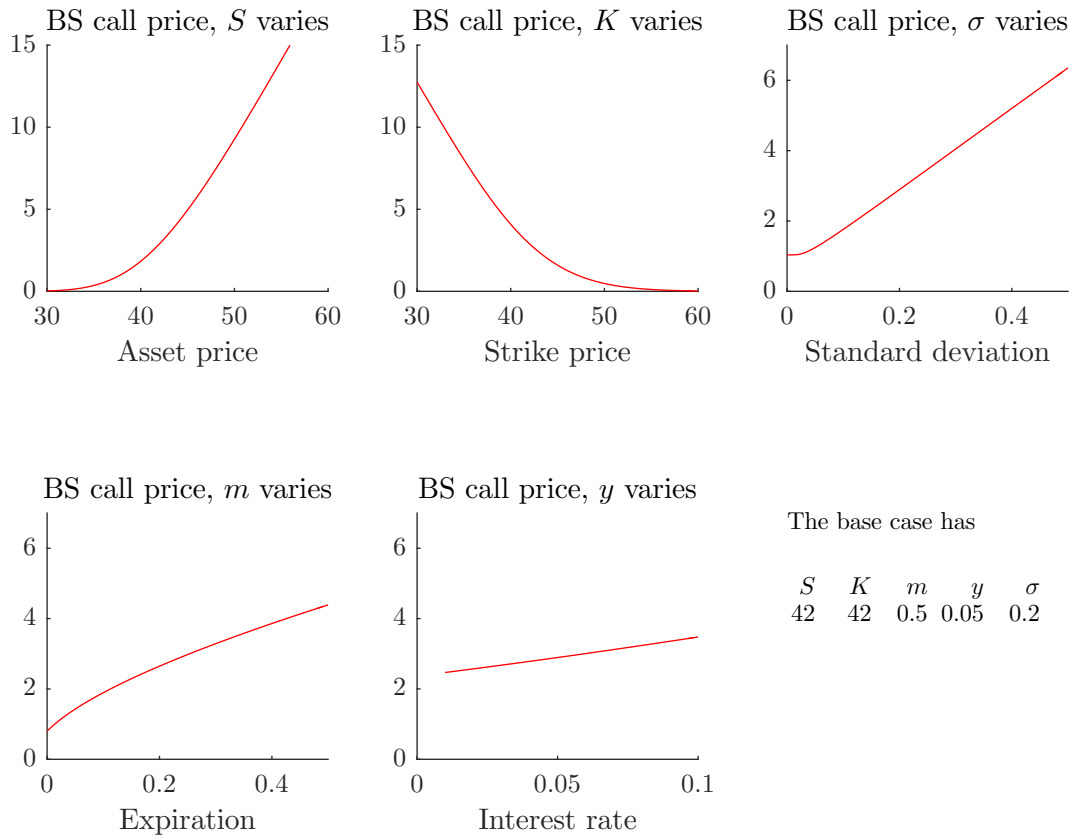 BS call price, S varies
15
10
5
0
30 40 50 60
Asset price
BS call price, K varies
15
10
5
0
30 40 50 60
Strike price
BS call price, σ varies
6
4
2
0
0 0.2 0.4
Standard deviation
BS call price, m varies
6
4
2
0
0 0.2 0.4
Expiration
BS call price, y varies
6
4
2
0
0 0.05 0.1
Interest rate
The base case has
S K m y σ
42 42 0.5 0.05 0.2